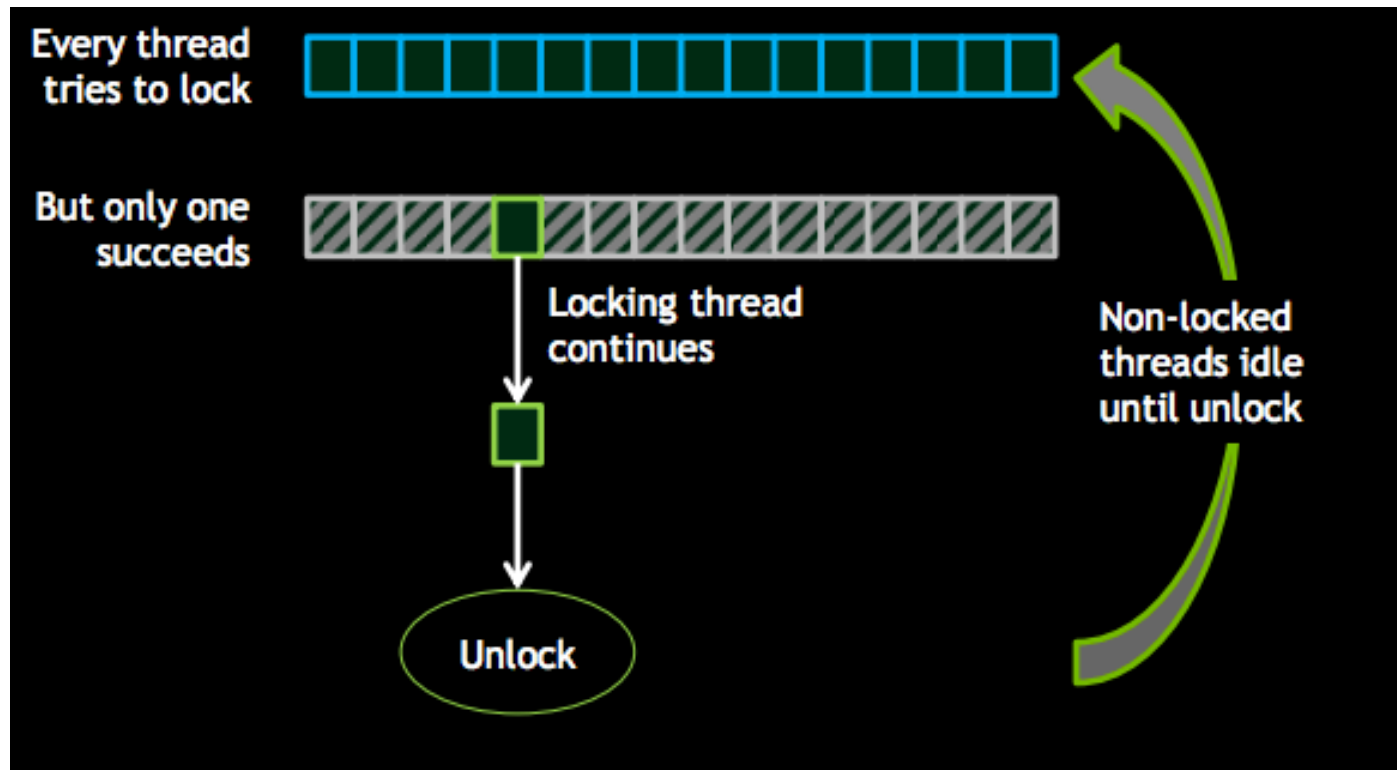 Every thread
tries to lock
But only one
succeeds
Locking thread
continues
Non-locked
threads idle
until unlock
Unlock